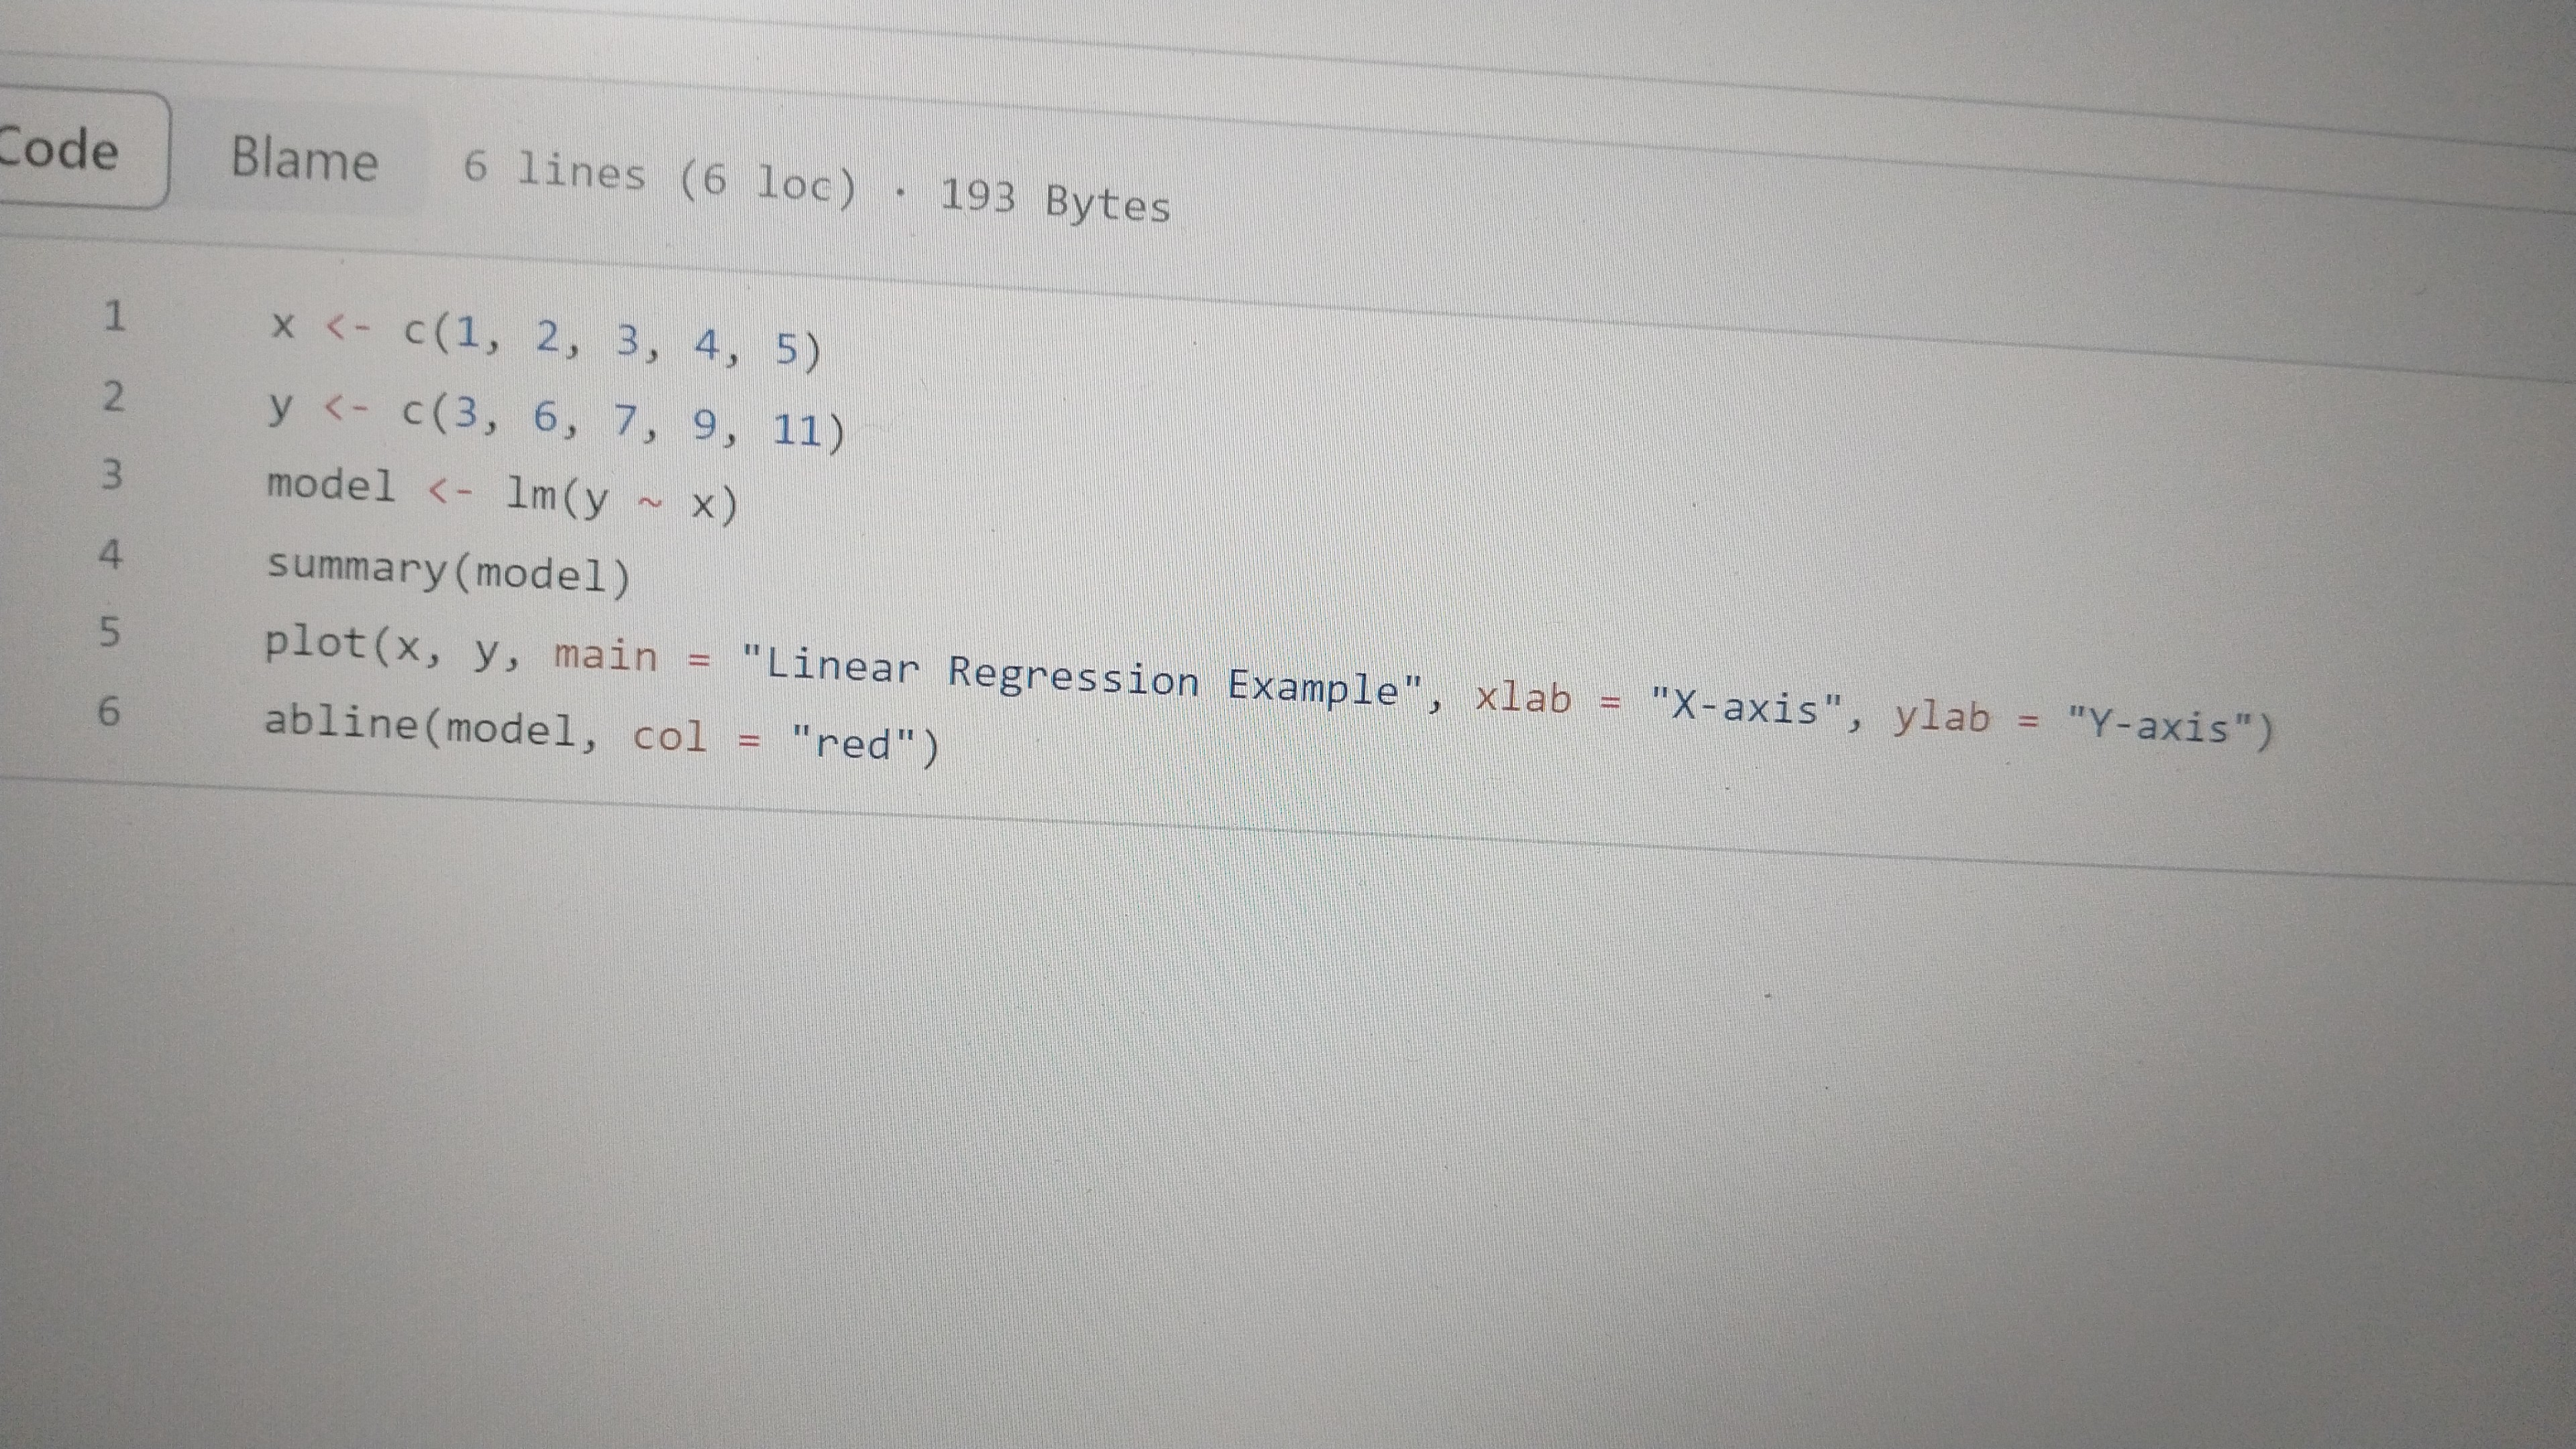 Code Blame 6 lines (6 loc) · 193 Bytes
1 x <- c(1, 2, 3, 4, 5)
2 y <- c(3, 6, 7, 9, 11)
3 model <- lm(y ~ x)
4 summary(model)
5 plot(x, y, main = "Linear Regression Example", xlab = "X-axis", ylab = "Y-axis")
6 abline(model, col = "red")